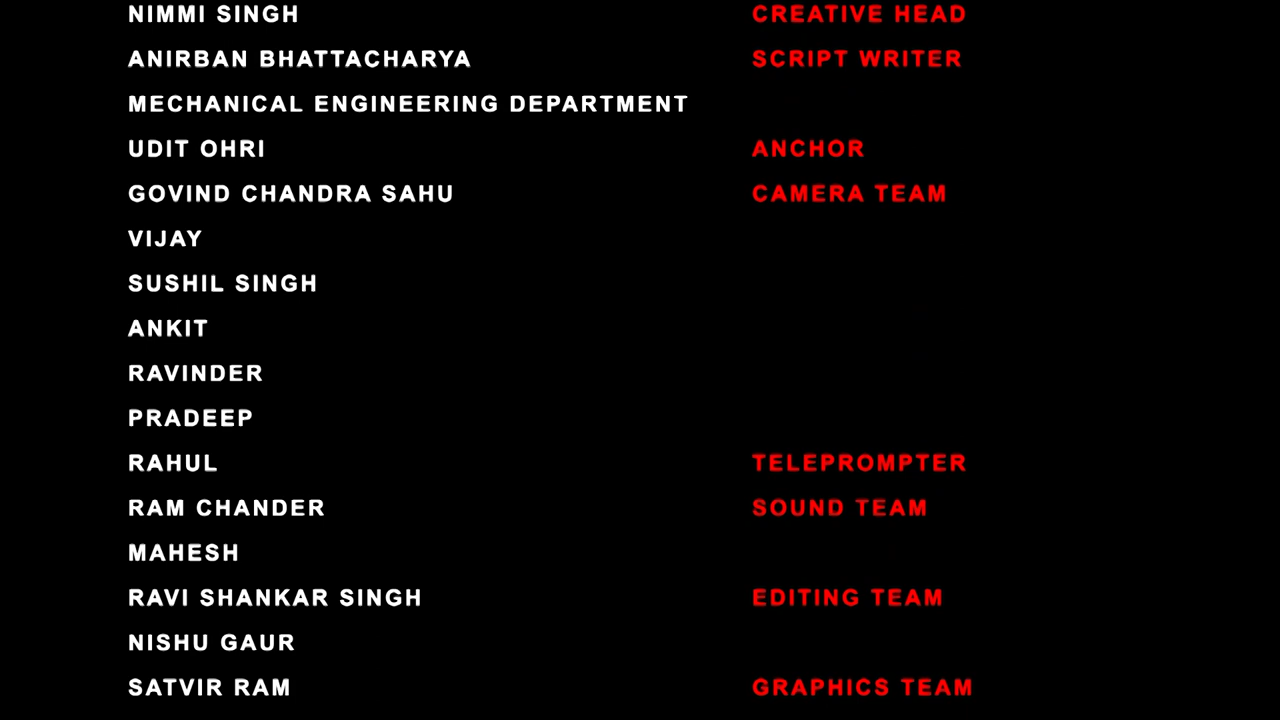 NIMMI SINGH CREATIVE HEAD
ANIRBAN BHATTACHARYA SCRIPT WRITER
MECHANICAL ENGINEERING DEPARTMENT
UDIT OHRI ANCHOR
GOVIND CHANDRA SAHU CAMERA TEAM
VIJAY
SUSHIL SINGH
ANKIT
RAVINDER
PRADEEP
RAHUL TELEPROMPTER
RAM CHANDER SOUND TEAM
MAHESH
RAVI SHANKAR SINGH EDITING TEAM
NISHU GAUR
SATVIR RAM GRAPHICS TEAM